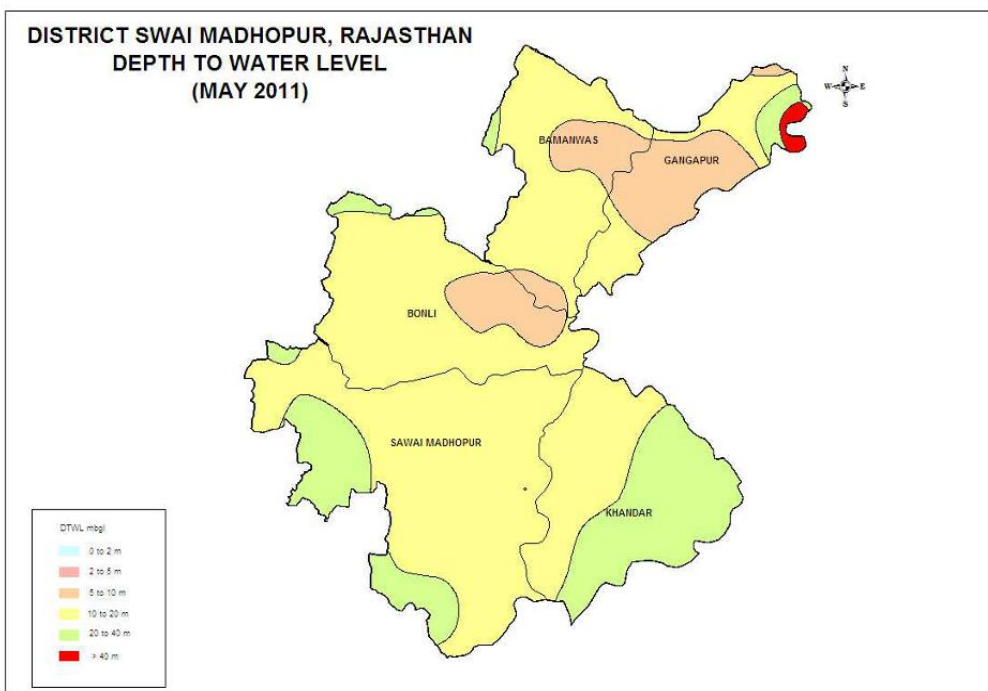 DISTRICT SWAI MADHOPUR, RAJASTHAN
DEPTH TO WATER LEVEL
(MAY 2011)
N
W E
S
BAMANWAS
GANGAPUR
BONLI
SAWAI MADHOPUR
KHANDAR
DTWL mbgl
0 to 2 m
2 to 5 m
5 to 10 m
10 to 20 m
20 to 40 m
> 40 m